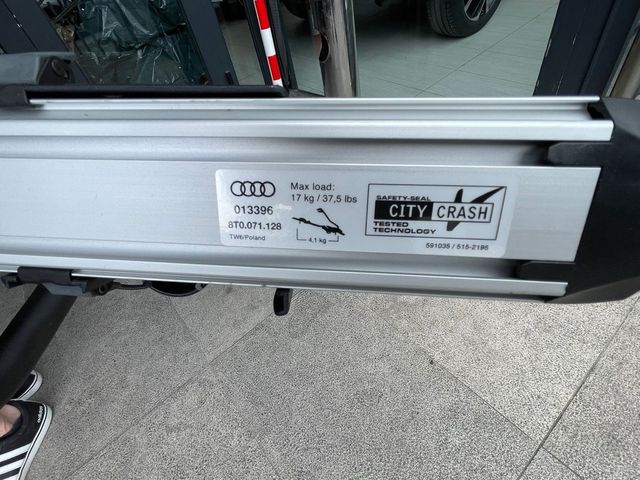 013396
8T0.071.128
TW6/Poland
Max load:
17 kg / 37,5 lbs
4,1 kg
SAFETY-SEAL
CITY CRASH
TESTED
TECHNOLOGY
591035 / 515-2196